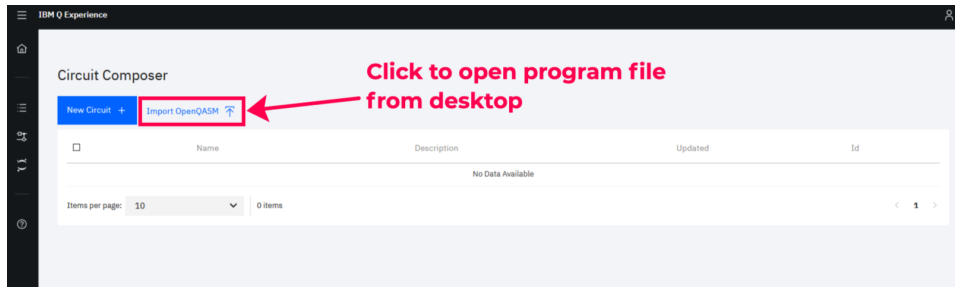 IBM Q Experience
Circuit Composer
Click to open program file
from desktop
New Circuit +
Import OpenQASM
Name Description Updated Id
No Data Available
Items per page: 10 0 items
1